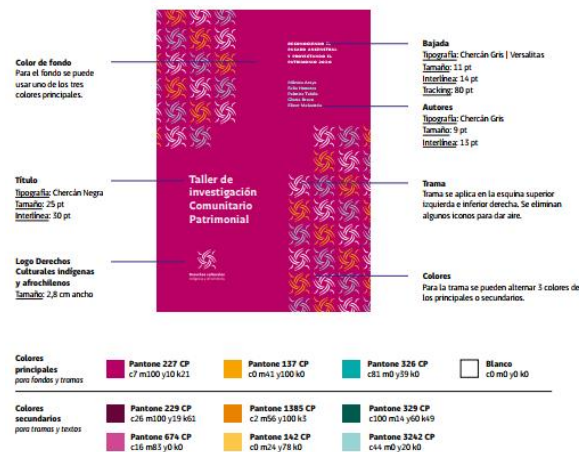 Color de fondo
Para el fondo se puede
usar uno de los tres
colores principales.
Título
Tipografía: Chercán Negra
Tamaño: 25 pt
Interlínea: 30 pt
Logo Derechos
Culturales indígenas
y afrochilenos
Tamaño: 2,8 cm ancho
Y PROYECTANDO EL
PATRIMONIO
Taller de
investigación
Comunitario
Patrimonial
Bajada
Tipografía: Chercán Gris | Versalitas
Tamaño: 11 pt
Interlínea: 14 pt
Tracking: 80 pt
Autores
Tipografía: Chercán Gris
Tamaño: 9 pt
Interlínea: 13 pt
Trama
Trama se aplica en la esquina superior
izquierda e inferior derecha. Se eliminan
algunos iconos para dar aire.
Colores
Para la trama se pueden alternar 3 colores de
los principales o secundarios.
Colores
principales
para fondos y tramas
Pantone 227 CP
c7 m100 y10 k21
Pantone 137 CP
c0 m41 y100 k0
Pantone 326 CP
c81 m0 y39 k0
Blanco
c0 m0 y0 k0
Colores
secundarios
para tramas y textos
Pantone 229 CP
c26 m100 y19 k61
Pantone 1385 CP
c2 m56 y100 k3
Pantone 329 CP
c100 m14 y60 k49
Pantone 674 CP
c16 m83 y0 k0
Pantone 142 CP
c0 m24 y78 k0
Pantone 3242 CP
c44 m0 y20 k0